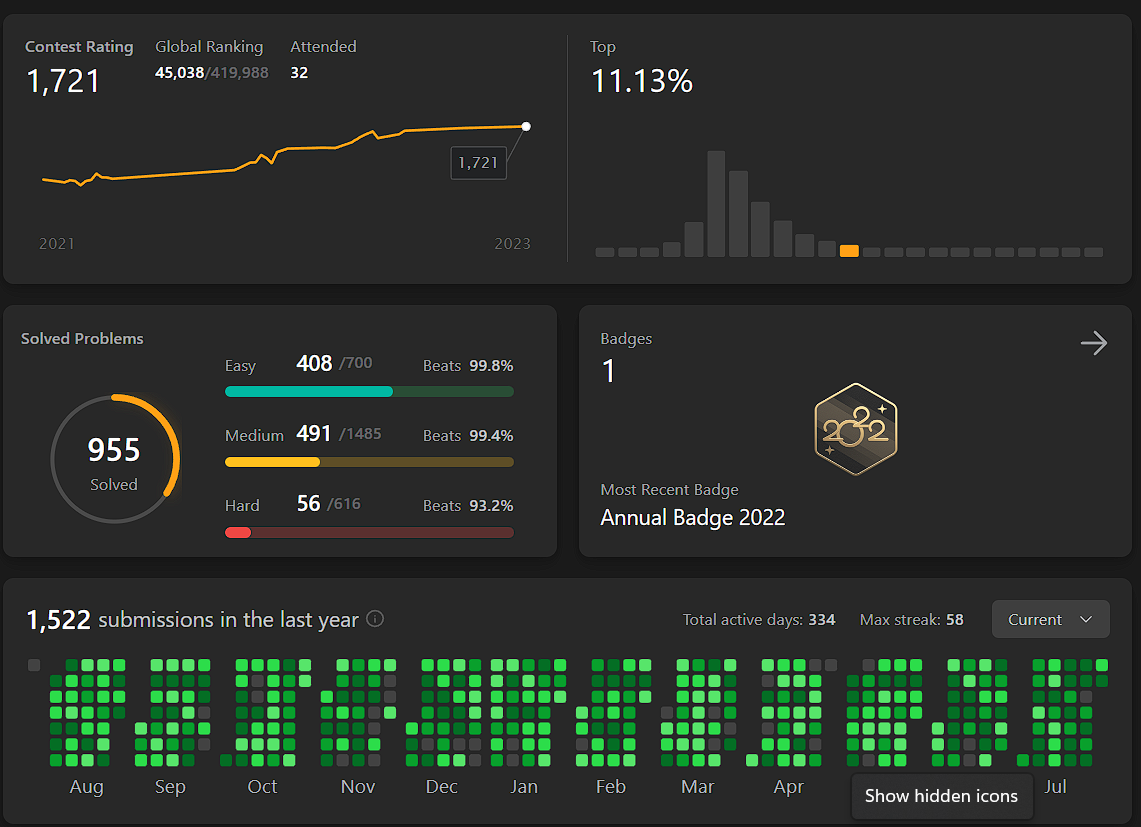 Contest Rating Global Ranking Attended
1,721 45,038/419,988 32
1,721
2021 2023
Top
11.13%
Solved Problems
955
Solved
Easy 408 /700 Beats 99.8%
Medium 491 /1485 Beats 99.4%
Hard 56 /616 Beats 93.2%
Badges
1
2022
Most Recent Badge
Annual Badge 2022
1,522 submissions in the last year Total active days: 334 Max streak: 58 Current
Aug Sep Oct Nov Dec Jan Feb Mar Apr Jul
Show hidden icons